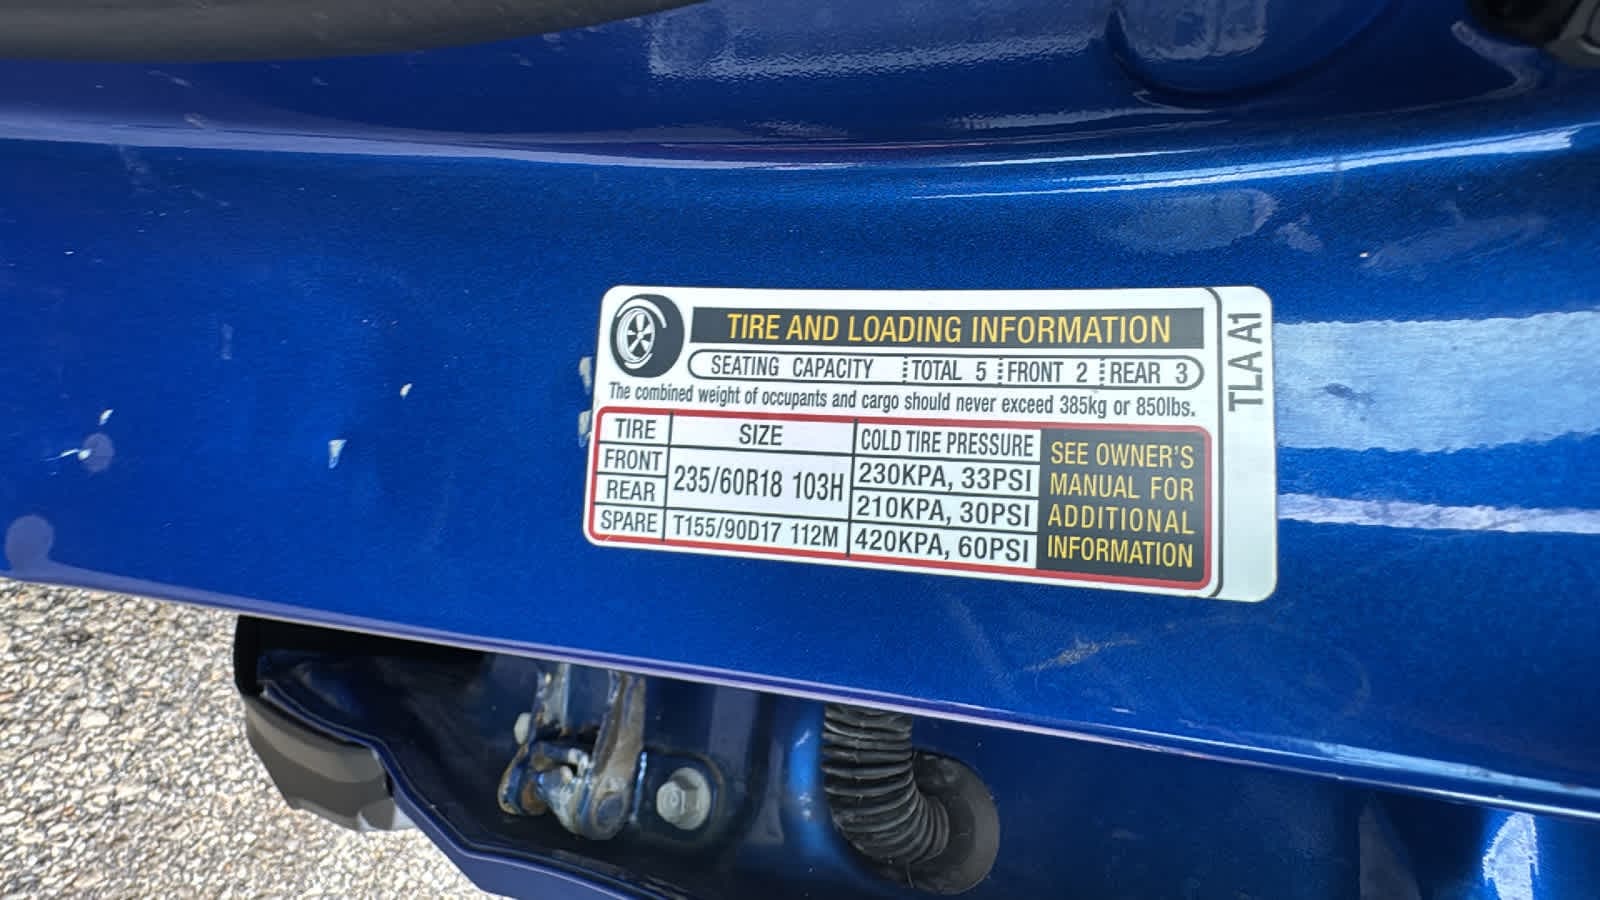 TIRE AND LOADING INFORMATION
SEATING CAPACITY TOTAL 5 FRONT 2 REAR 3
The combined weight of occupants and cargo should never exceed 385kg or 850lbs.
TIRE SIZE COLD TIRE PRESSURE
FRONT 235/60R18 103H 230KPA, 33PSI
REAR 210KPA, 30PSI
SPARE T155/90D17 112M 420KPA, 60PSI
SEE OWNER'S
MANUAL FOR
ADDITIONAL
INFORMATION
TLA A1